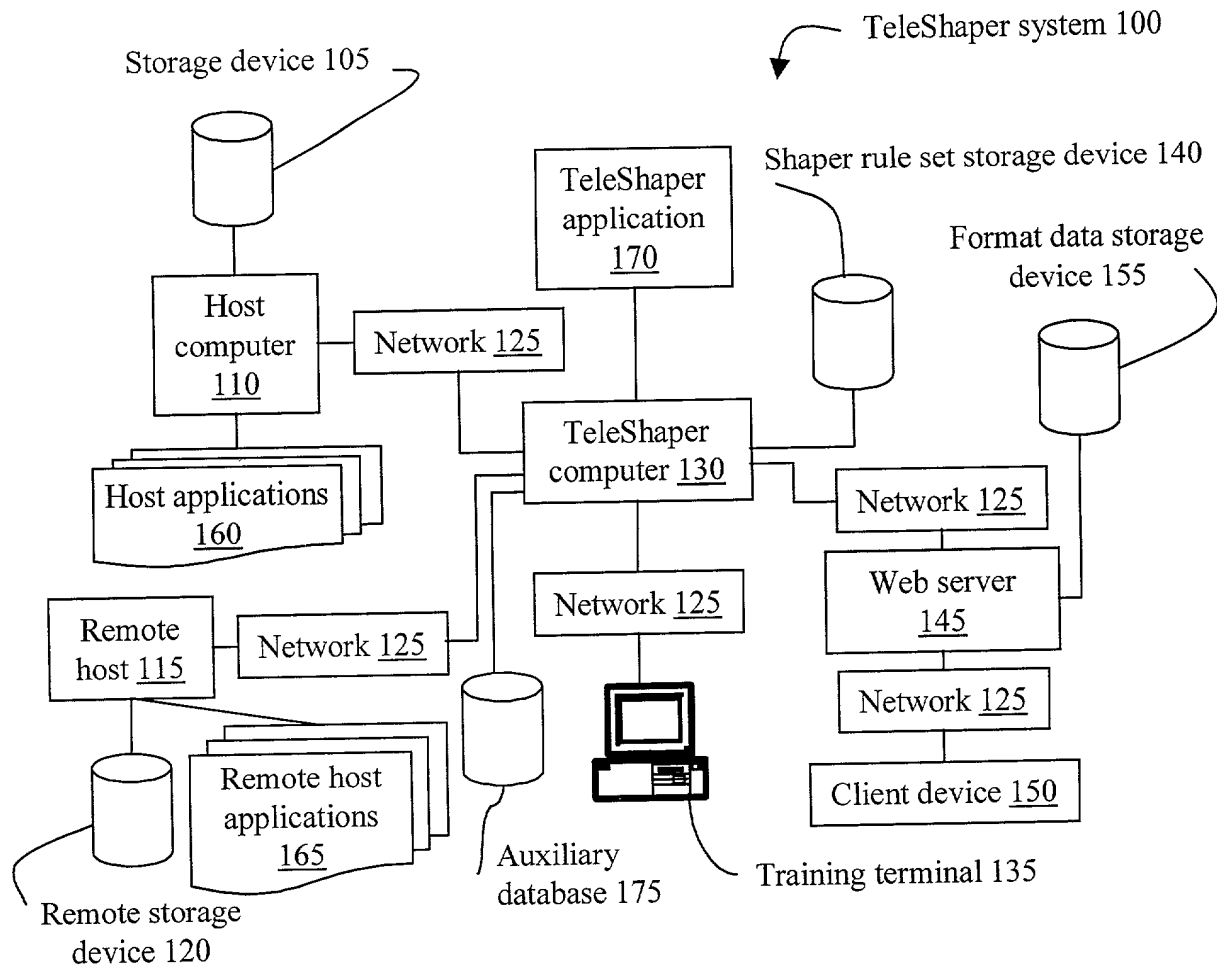 TeleShaper system 100
Storage device 105
Shaper rule set storage device 140
TeleShaper
application
170
Format data storage
device 155
Host
computer
110
Network 125
TeleShaper
computer 130
Host applications
160
Network 125
Web server
145
Network 125
Remote
host 115
Network 125
Network 125
Remote host
applications
165
Client device 150
Auxiliary
database 175
Training terminal 135
Remote storage
device 120